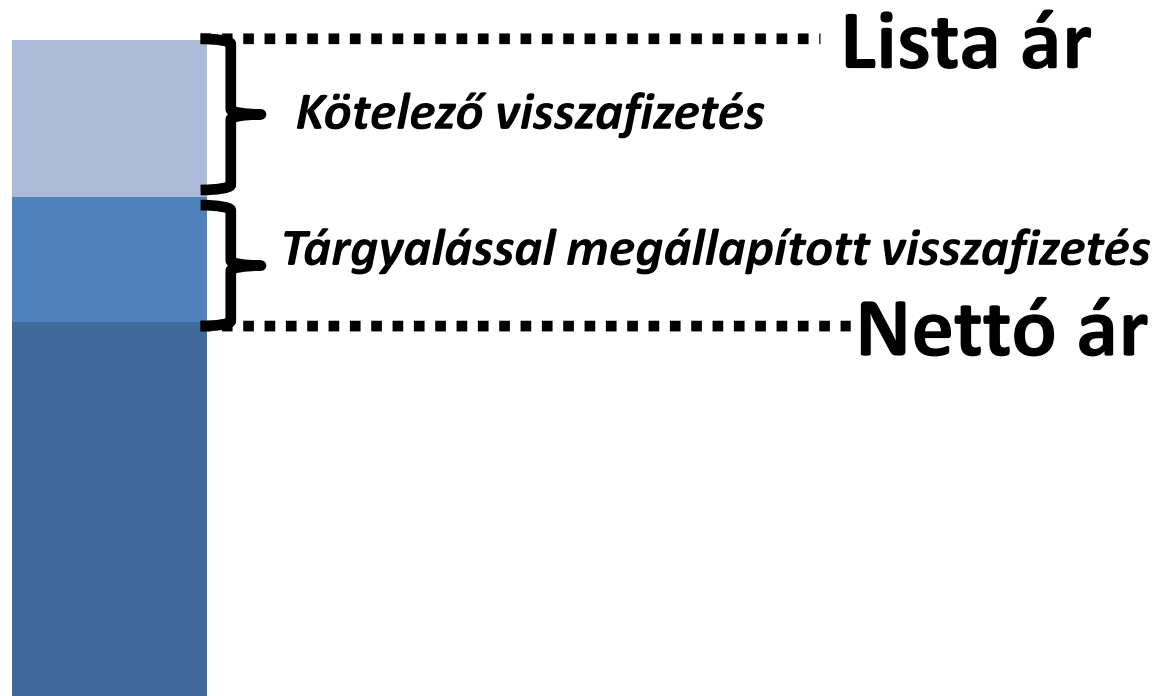 Lista ár
Kötelező visszafizetés
Tárgyalással megállapított visszafizetés
Nettó ár